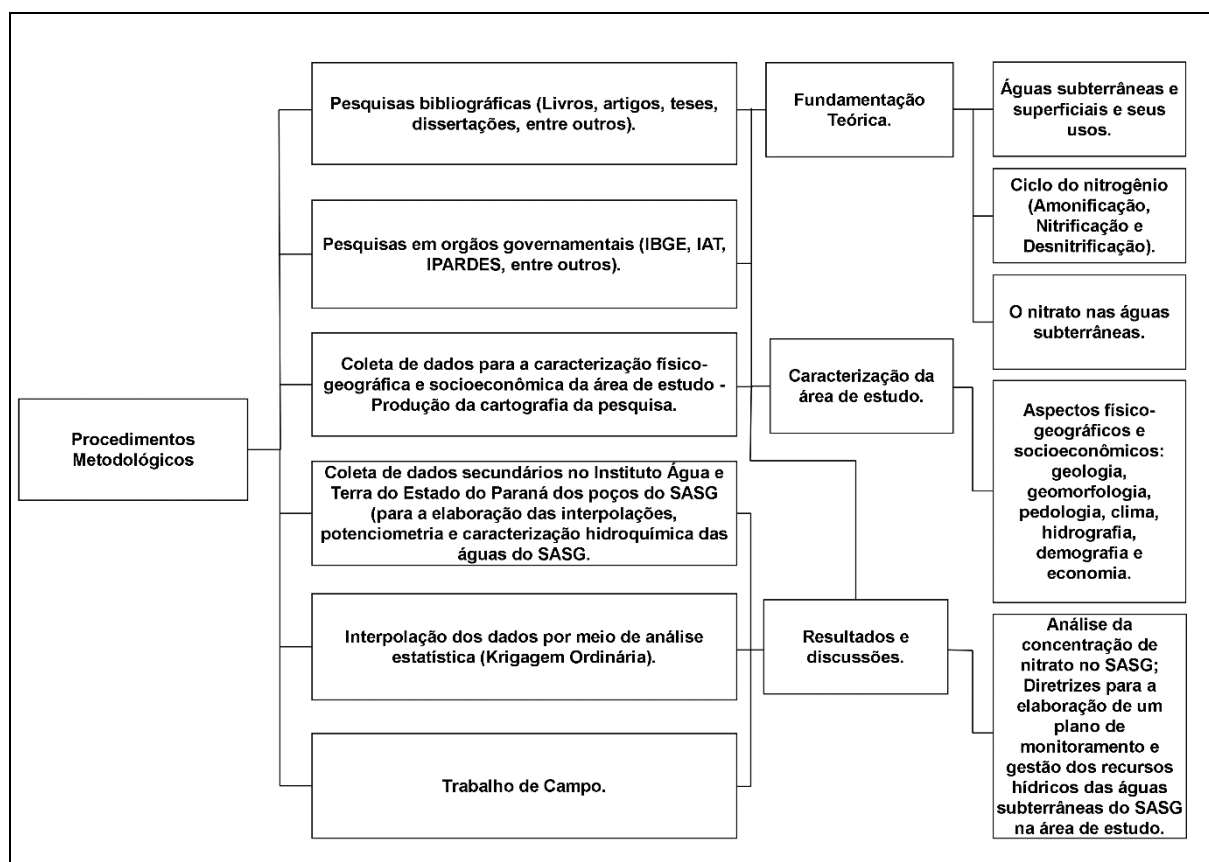 Procedimentos
Metodológicos
Pesquisas bibliográficas (Livros, artigos, teses,
dissertações, entre outros).
Pesquisas em orgãos governamentais (IBGE, IAT,
IPARDES, entre outros).
Coleta de dados para a caracterização físico-
geográfica e socioeconômica da área de estudo -
Produção da cartografia da pesquisa.
Coleta de dados secundários no Instituto Água e
Terra do Estado do Paraná dos poços do SASG
(para a elaboração das interpolações,
potenciometria e caracterização hidroquímica das
águas do SASG.
Interpolação dos dados por meio de análise
estatística (Krigagem Ordinária).
Trabalho de Campo.
Fundamentação
Teórica.
Caracterização da
área de estudo.
Resultados e
discussões.
Águas subterrâneas e
superficiais e seus
usos.
Ciclo do nitrogênio
(Amonificação,
Nitrificação e
Desnitrificação).
O nitrato nas águas
subterrâneas.
Aspectos físico-
geográficos e
socioeconômicos:
geologia,
geomorfologia,
pedologia, clima,
hidrografia,
demografia e
economia.
Análise da
concentração de
nitrato no SASG;
Diretrizes para a
elaboração de um
plano de
monitoramento e
gestão dos recursos
hídricos das águas
subterrâneas do SASG
na área de estudo.